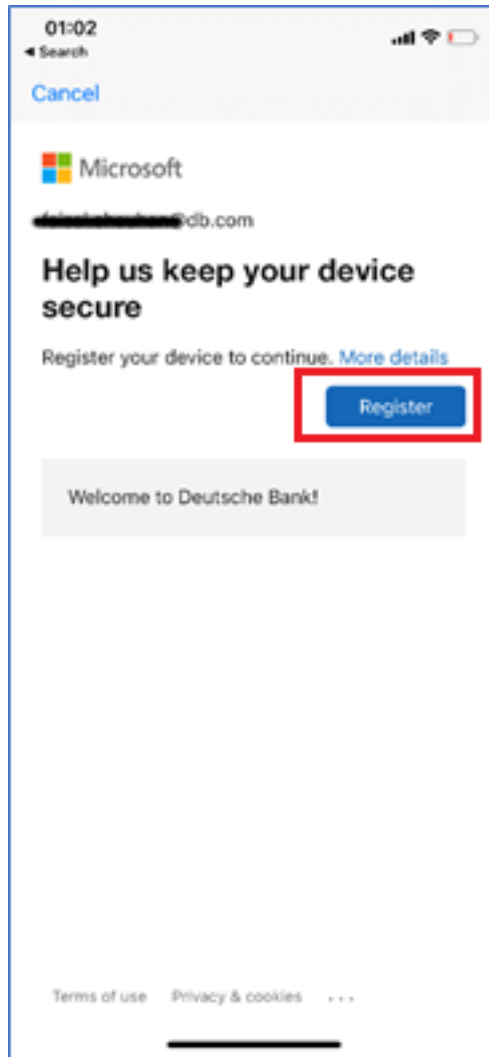 01:02
Search
Cancel
Microsoft
@db.com
Help us keep your device
secure
Register your device to continue. More details
Register
Welcome to Deutsche Bank!
Terms of use Privacy & cookies ...